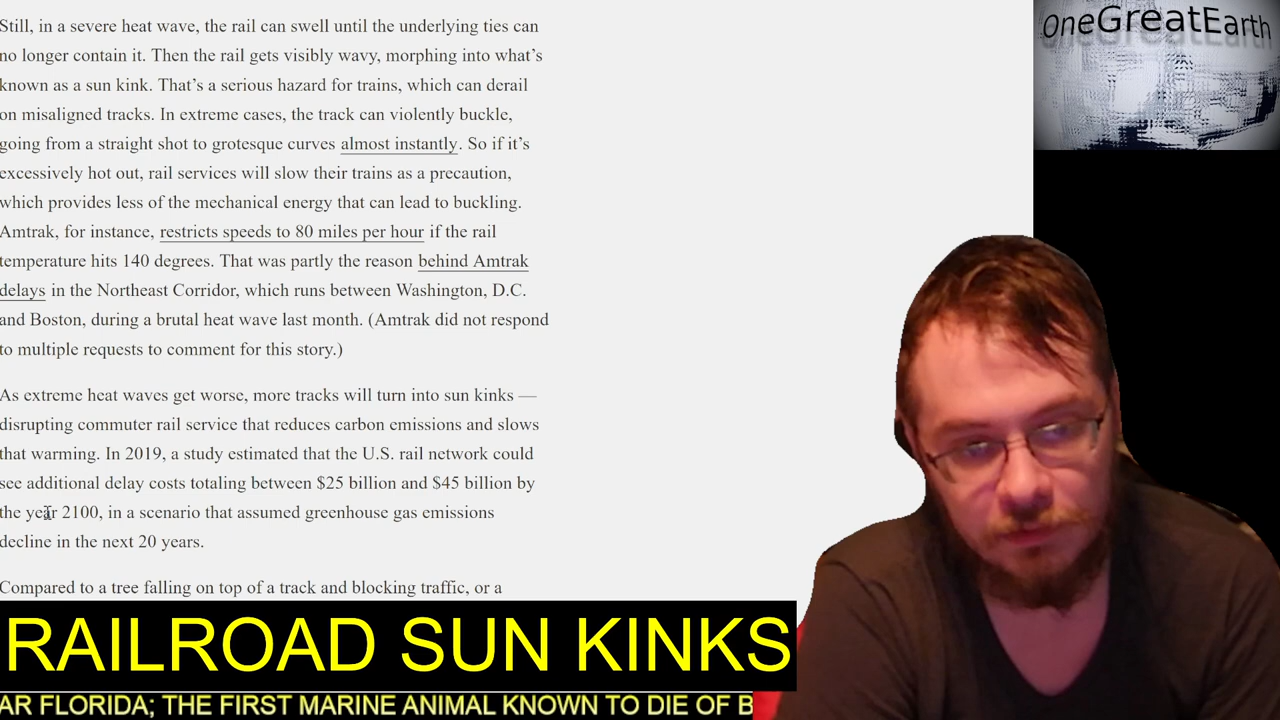 Still, in a severe heat wave, the rail can swell until the underlying ties can
no longer contain it. Then the rail gets visibly wavy, morphing into what’s
known as a sun kink. That’s a serious hazard for trains, which can derail
on misaligned tracks. In extreme cases, the track can violently buckle,
going from a straight shot to grotesque curves almost instantly. So if it’s
excessively hot out, rail services will slow their trains as a precaution,
which provides less of the mechanical energy that can lead to buckling.
Amtrak, for instance, restricts speeds to 80 miles per hour if the rail
temperature hits 140 degrees. That was partly the reason behind Amtrak
delays in the Northeast Corridor, which runs between Washington, D.C.
and Boston, during a brutal heat wave last month. (Amtrak did not respond
to multiple requests to comment for this story.)
As extreme heat waves get worse, more tracks will turn into sun kinks —
disrupting commuter rail service that reduces carbon emissions and slows
that warming. In 2019, a study estimated that the U.S. rail network could
see additional delay costs totaling between $25 billion and $45 billion by
the year 2100, in a scenario that assumed greenhouse gas emissions
decline in the next 20 years.
Compared to a tree falling on top of a track and blocking traffic, or a
OneGreatEarth
RAILROAD SUN KINKS
AR FLORIDA; THE FIRST MARINE ANIMAL KNOWN TO DIE OF B